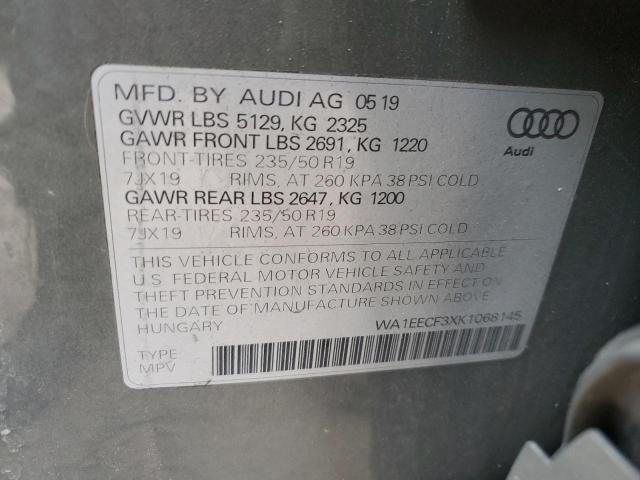 MFD. BY AUDI AG 05 19
GVWR LBS 5129, KG 2325
GAWR FRONT LBS 2691, KG 1220
FRONT-TIRES 235/50 R19
7JX19 RIMS, AT 260 KPA 38 PSI COLD
GAWR REAR LBS 2647, KG 1200
REAR-TIRES 235/50 R19
7JX19 RIMS, AT 260 KPA 38 PSI COLD
THIS VEHICLE CONFORMS TO ALL APPLICABLE
U.S. FEDERAL MOTOR VEHICLE SAFETY AND
THEFT PREVENTION STANDARDS IN EFFECT ON
THE DATE OF MANUFACTURE SHOWN ABOVE.
HUNGARY
WA1EECF3XK1068145
TYPE
MPV
Audi